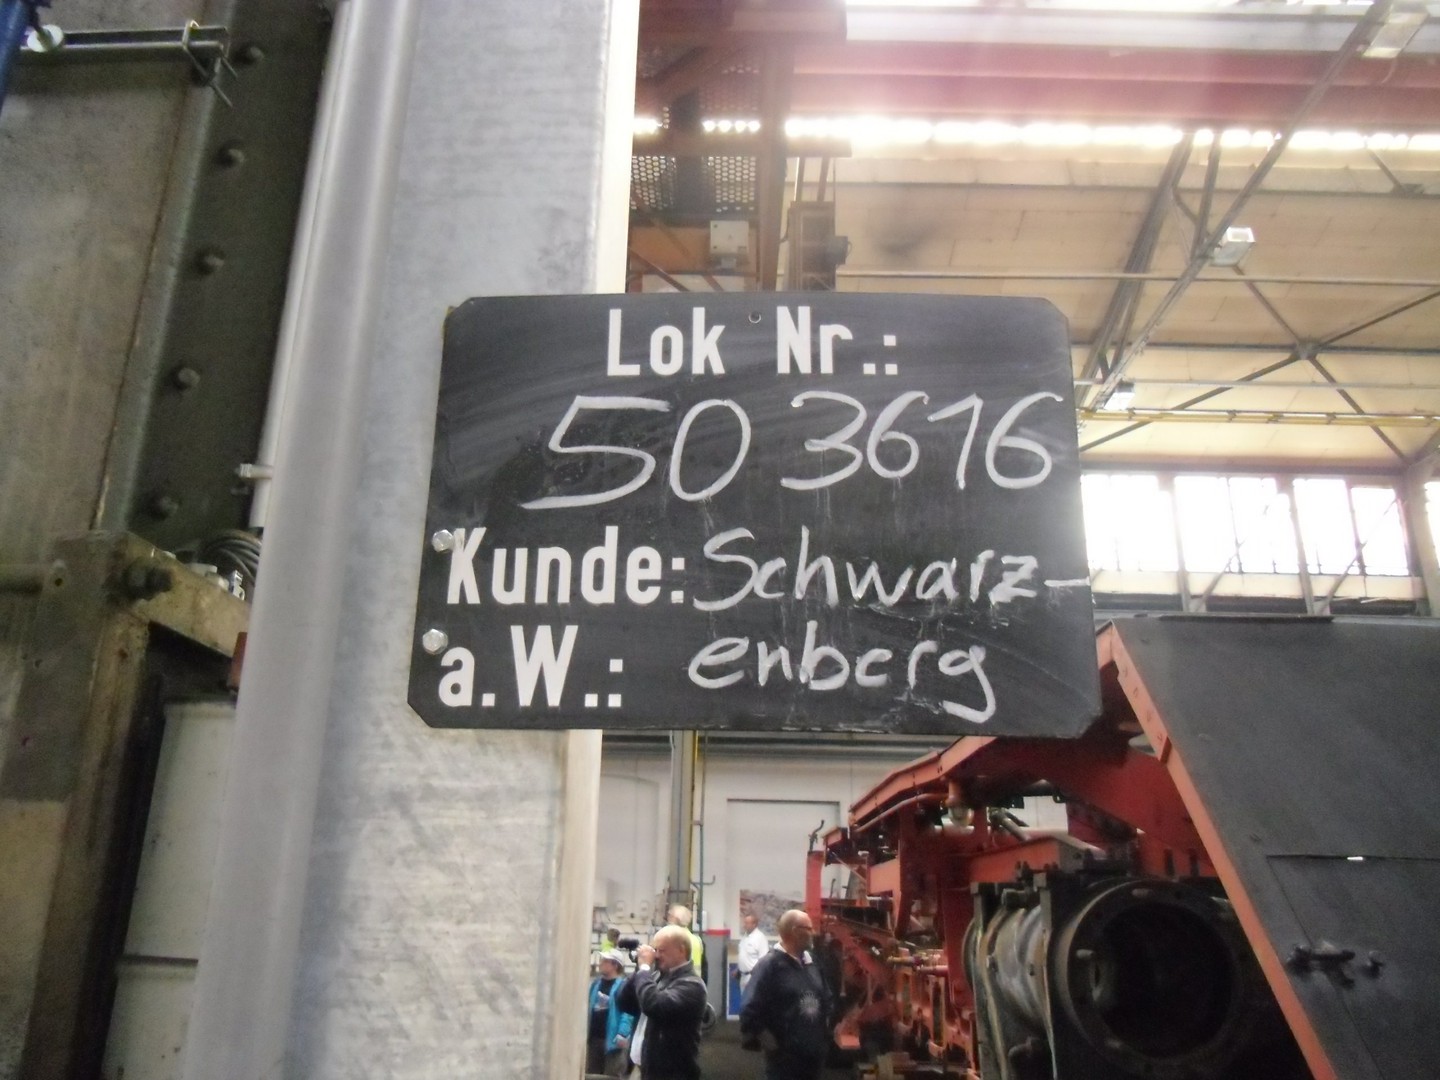 Lok Nr.:
50 3616
Kunde: Schwarz-
a.W.: enberg